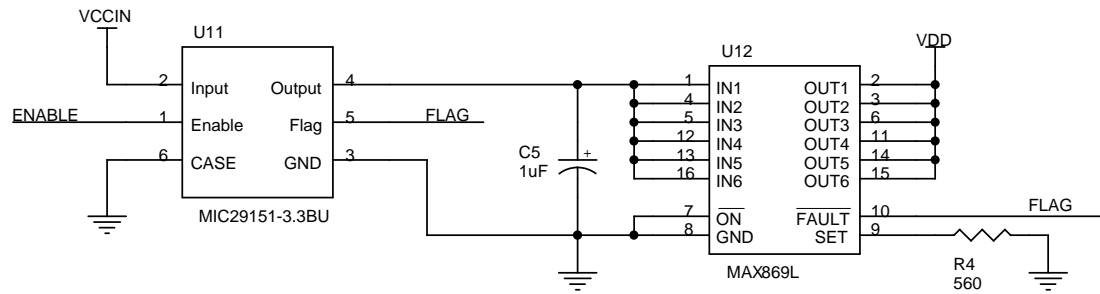 VCCIN
U11
2 Input Output 4
ENABLE 1 Enable Flag 5 FLAG
6 CASE GND 3
MIC29151-3.3BU
C5
1uF
+
U12
VDD
1 IN1 OUT1 2
4 IN2 OUT2 3
5 IN3 OUT3 6
12 IN4 OUT4 11
13 IN5 OUT5 14
16 IN6 OUT6 15
7 ON FAULT 10 FLAG
8 GND SET 9
MAX869L
R4
560